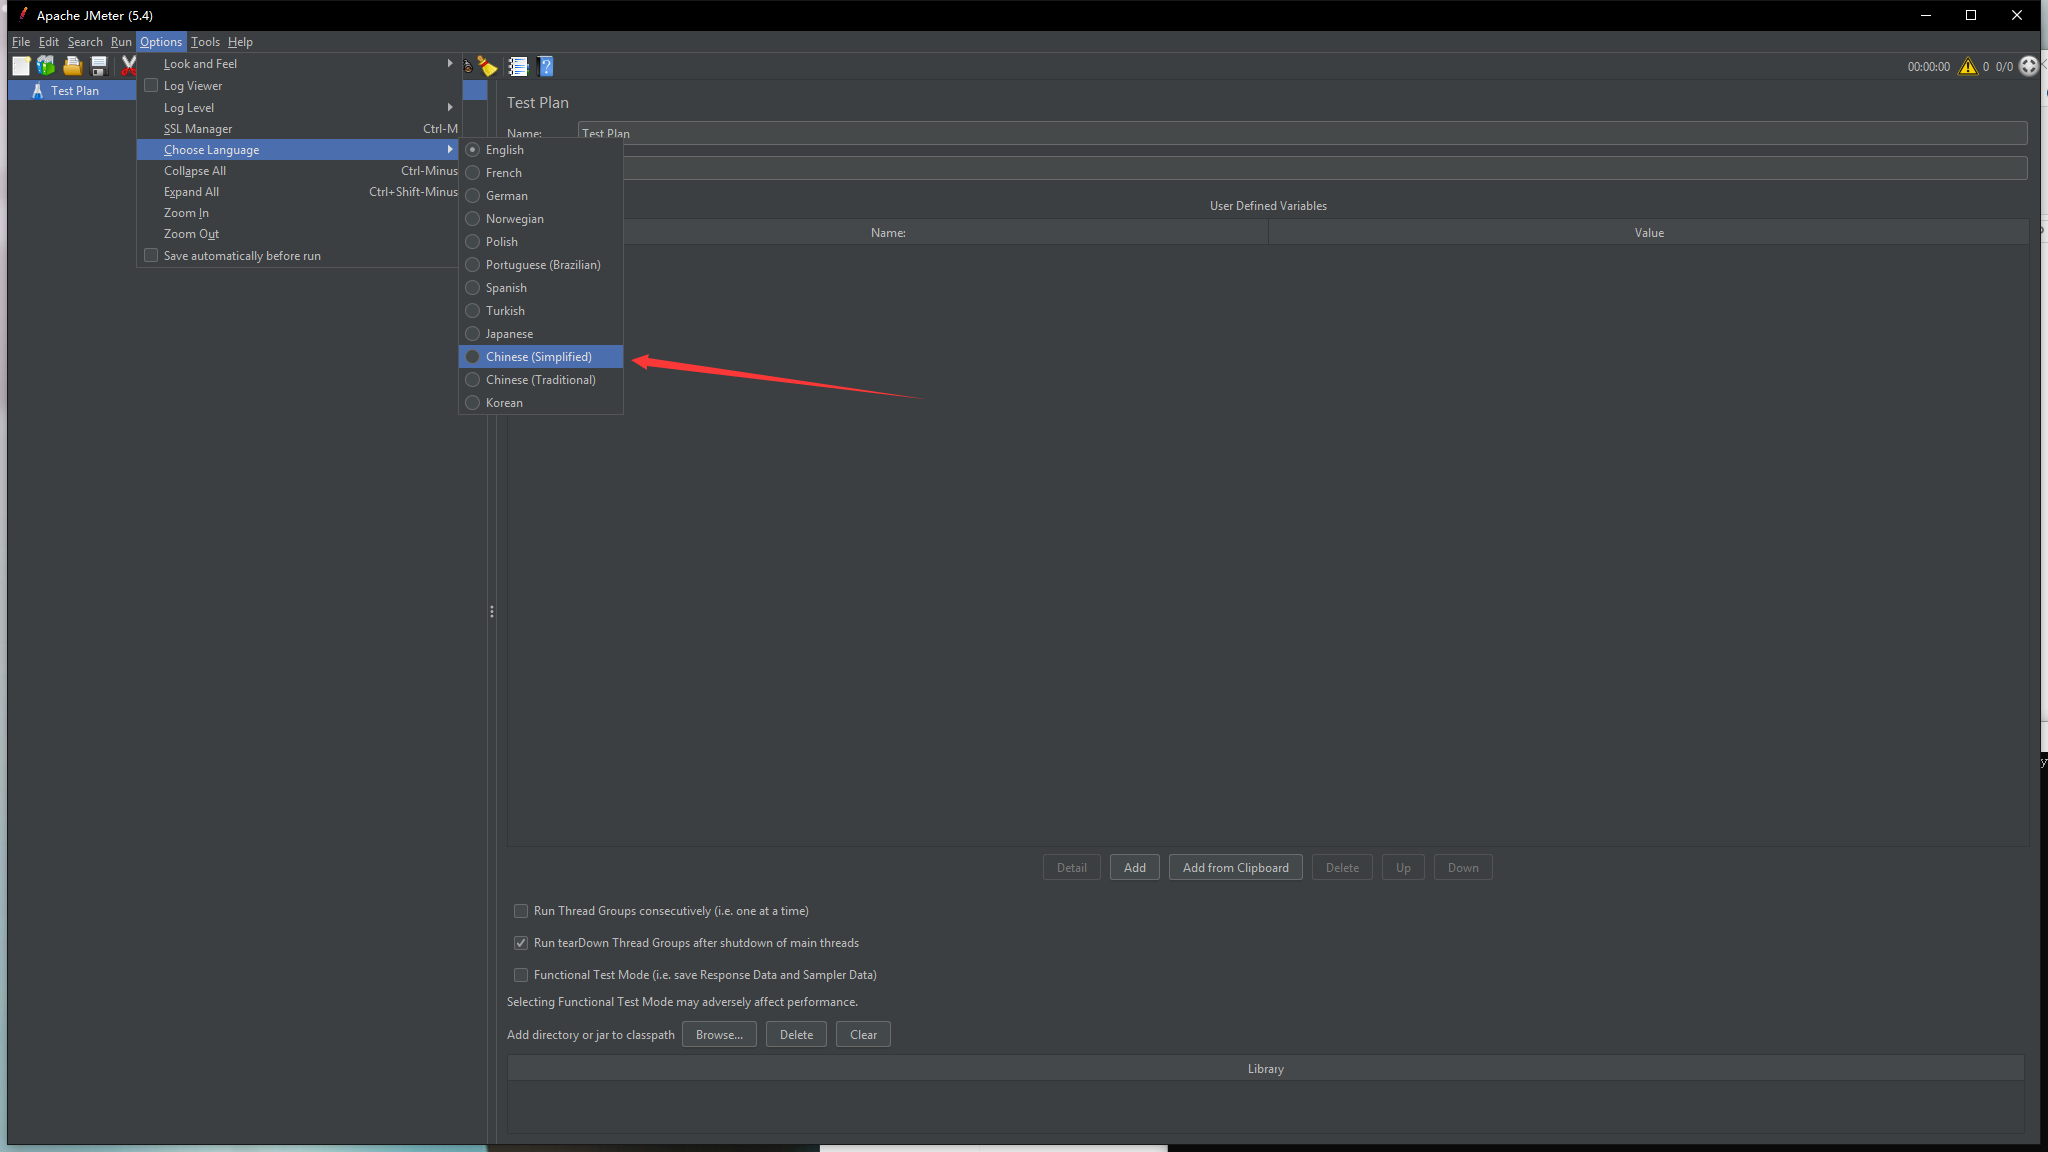 Apache JMeter (5.4)
File Edit Search Run Options Tools Help
00:00:00 0 0/0
Look and Feel
Log Viewer
Log Level
SSL Manager Ctrl-M
Choose Language
Collapse All Ctrl-Minus
Expand All Ctrl+Shift-Minus
Zoom In
Zoom Out
Save automatically before run
English
French
German
Norwegian
Polish
Portuguese (Brazilian)
Spanish
Turkish
Japanese
Chinese (Simplified)
Chinese (Traditional)
Korean
Test Plan
Test Plan
Name: Test Plan
User Defined Variables
Name: Value
Detail Add Add from Clipboard Delete Up Down
Run Thread Groups consecutively (i.e. one at a time)
Run tearDown Thread Groups after shutdown of main threads
Functional Test Mode (i.e. save Response Data and Sampler Data)
Selecting Functional Test Mode may adversely affect performance.
Add directory or jar to classpath Browse... Delete Clear
Library